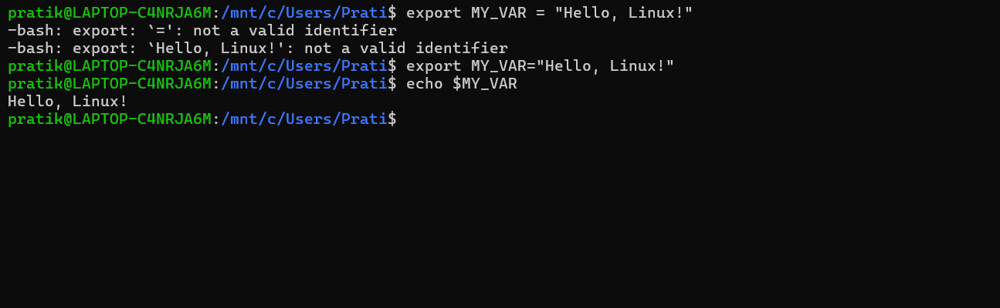 pratik@LAPTOP-C4NRJA6M:/mnt/c/Users/Prati$ export MY_VAR = "Hello, Linux!"
-bash: export: `=': not a valid identifier
-bash: export: `Hello, Linux!': not a valid identifier
pratik@LAPTOP-C4NRJA6M:/mnt/c/Users/Prati$ export MY_VAR="Hello, Linux!"
pratik@LAPTOP-C4NRJA6M:/mnt/c/Users/Prati$ echo $MY_VAR
Hello, Linux!
pratik@LAPTOP-C4NRJA6M:/mnt/c/Users/Prati$